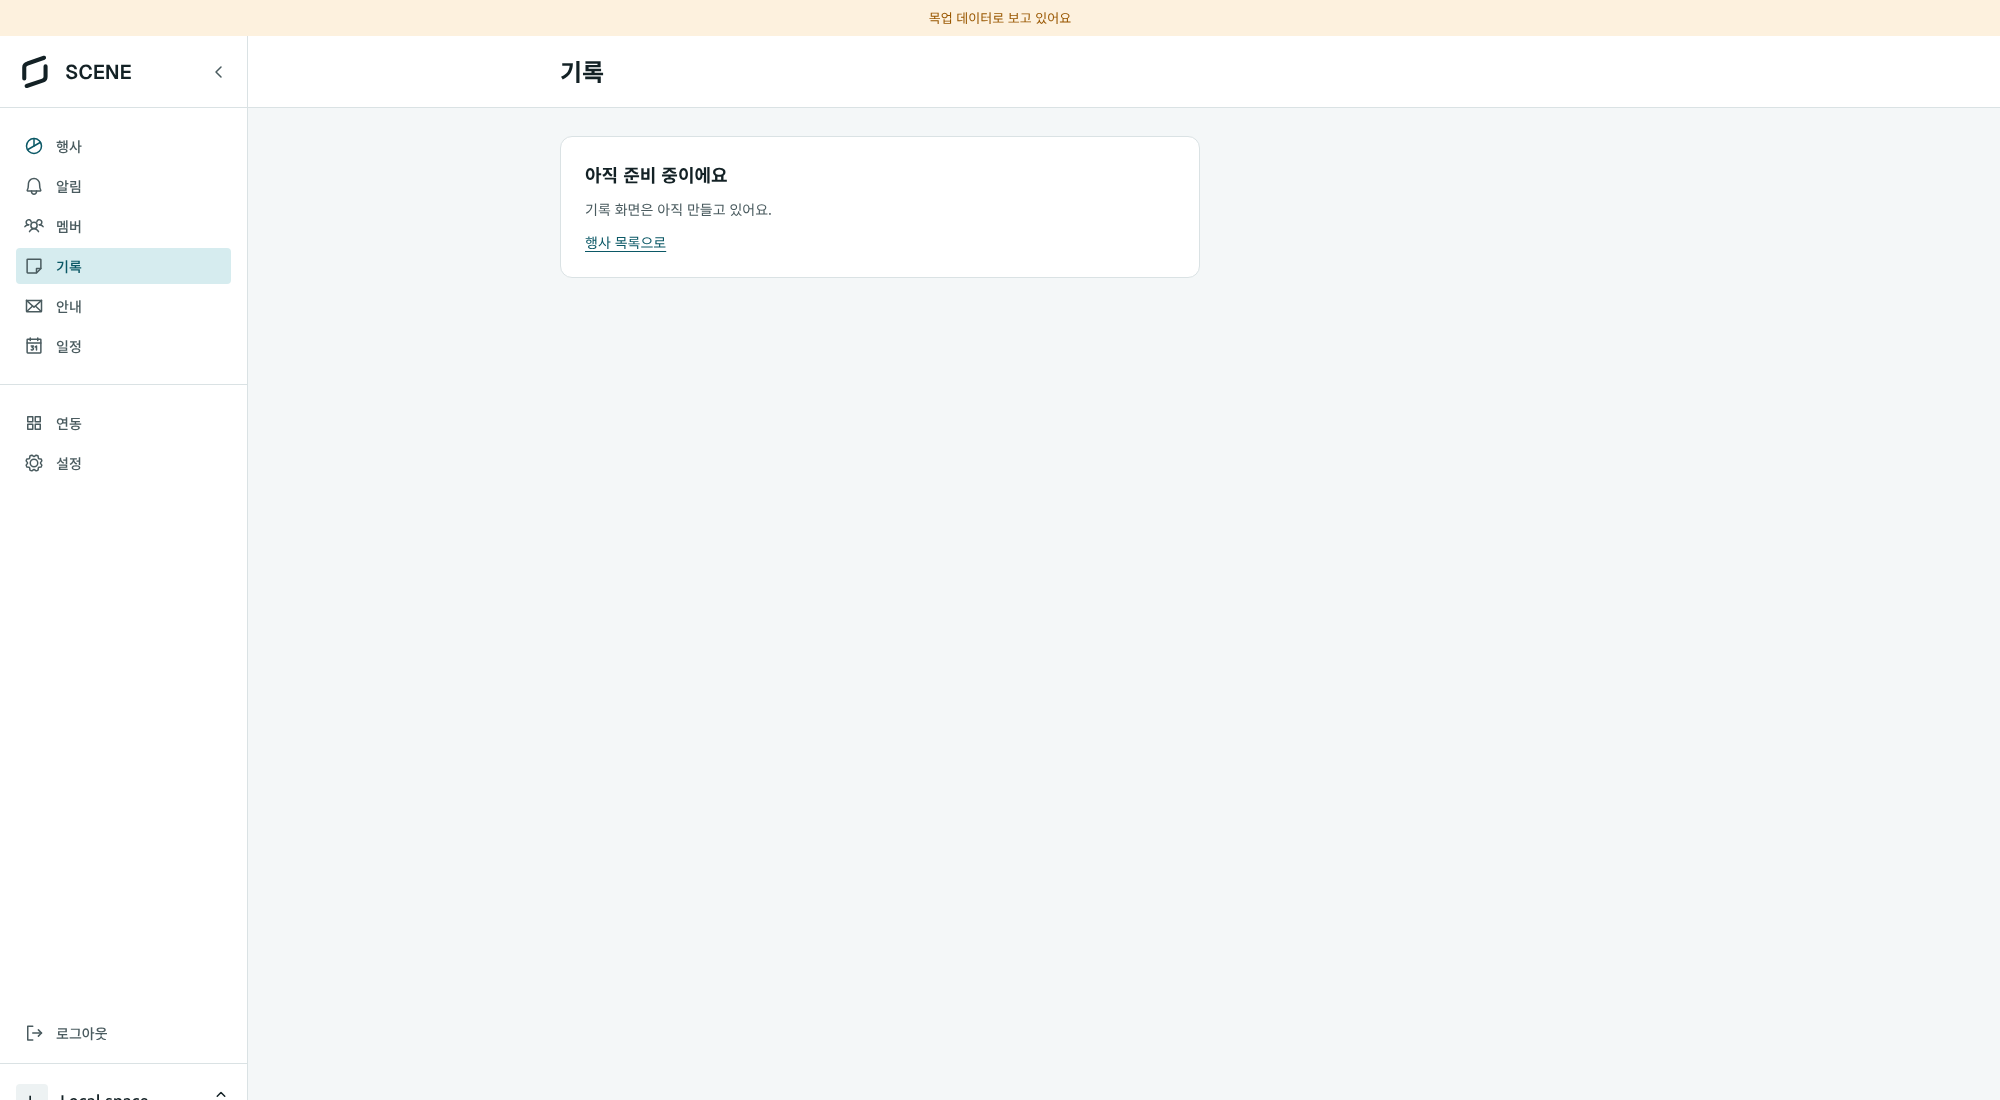 목업 데이터로 보고 있어요
SCENE
기록
행사
알림
멤버
기록
안내
31 일정
연동
설정
로그아웃
Local space
아직 준비 중이에요
기록 화면은 아직 만들고 있어요.
행사 목록으로